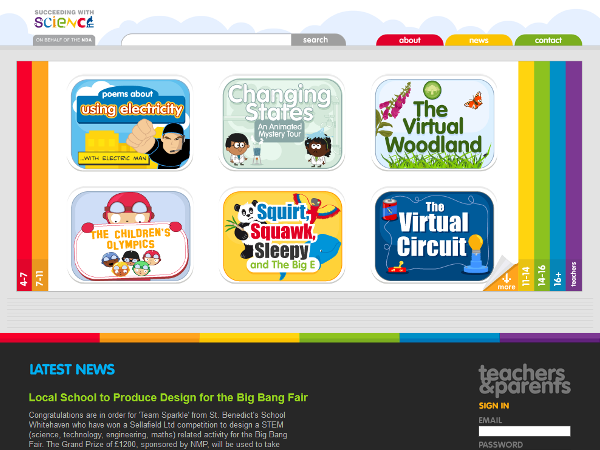 SUCCEEDING WITH
SCIENCE
ON BEHALF OF THE NDA
search
about
news
contact
poems about
using electricity
...WITH ELECTRIC MAN
Changing
States
An Animated
Mystery Tour
The
Virtual
Woodland
THE CHILDREN'S
OLYMPICS
Squirt,
Squawk,
Sleepy
and The Big E
The
Virtual
Circuit
4-7
7-11
more
11-14
14-16
16+
teachers
LATEST NEWS
teachers
&parents
Local School to Produce Design for the Big Bang Fair
SIGN IN
Congratulations are in order for 'Team Sparkle' from St. Benedict's School
EMAIL
Whitehaven who have won a Sellafield Ltd competition to design a STEM
(science, technology, engineering, maths) related activity for the Big Bang
Fair. The Grand Prize of £1200, sponsored by NMP, will be used to take
PASSWORD